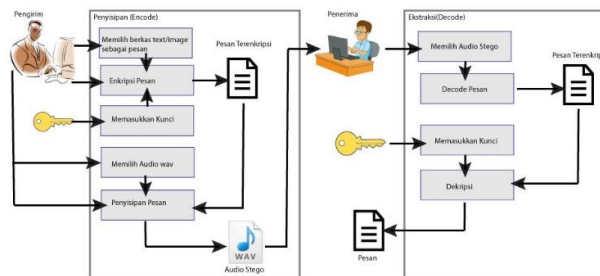 Pengirim
Penyisipan (Encode)
Memilih berkas text/image
sebagai pesan
Enkripsi Pesan
Memasukkan Kunci
Memilih Audio wav
Penyisipan Pesan
Pesan Terenkripsi
WAV
Audio Stego
Penerima
Ekstraksi(Decode)
Memilih Audio Stego
Decode Pesan
Pesan Terenkripsi
Memasukkan Kunci
Dekripsi
Pesan